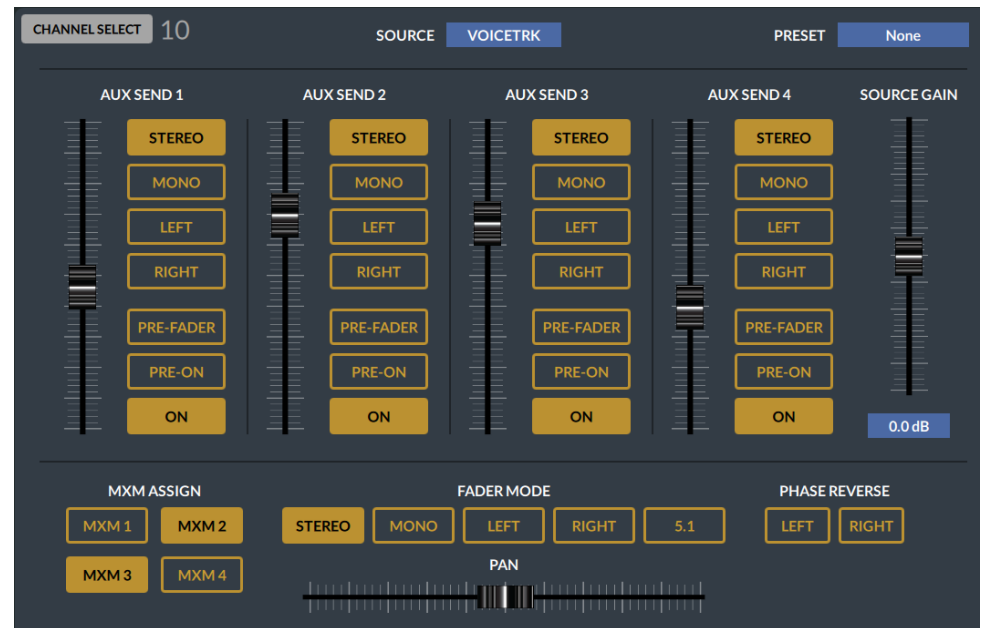 CHANNEL SELECT 10 SOURCE VOICETRK PRESET None
AUX SEND 1 AUX SEND 2 AUX SEND 3 AUX SEND 4 SOURCE GAIN
STEREO STEREO STEREO STEREO
MONO MONO MONO MONO
LEFT LEFT LEFT LEFT
RIGHT RIGHT RIGHT RIGHT
PRE-FADER PRE-FADER PRE-FADER PRE-FADER
PRE-ON PRE-ON PRE-ON PRE-ON
ON ON ON ON 0.0 dB
MXM ASSIGN FADER MODE PHASE REVERSE
MXM 1 MXM 2 STEREO MONO LEFT RIGHT 5.1 LEFT RIGHT
PAN
MXM 3 MXM 4